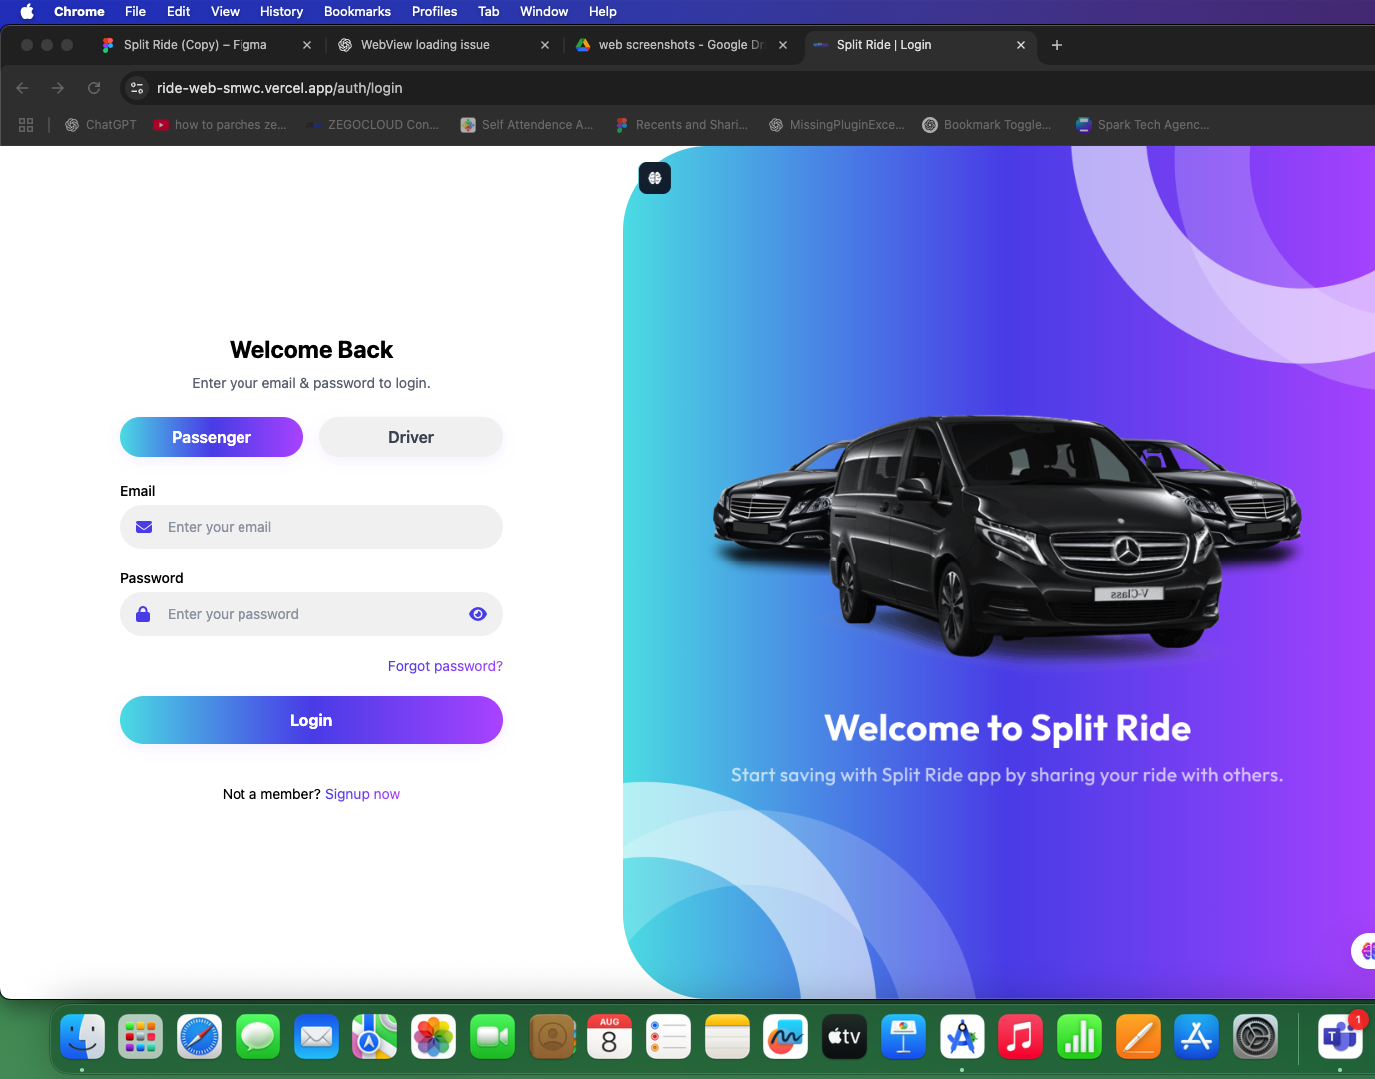 Chrome File Edit View History Bookmarks Profiles Tab Window Help
Split Ride (Copy) – Figma WebView loading issue web screenshots - Google Dr Split Ride | Login
ride-web-smwc.vercel.app/auth/login
ChatGPT how to parches ze... ZEGOCLOUD Con... Self Attendence A... Recents and Shari... MissingPluginExce... Bookmark Toggle... Spark Tech Agenc...
Welcome Back
Enter your email & password to login.
Passenger Driver
Email
Enter your email
Password
Enter your password
Forgot password?
Login
Not a member? Signup now
V-Class
Welcome to Split Ride
Start saving with Split Ride app by sharing your ride with others.
AUG
8
tv
1
T